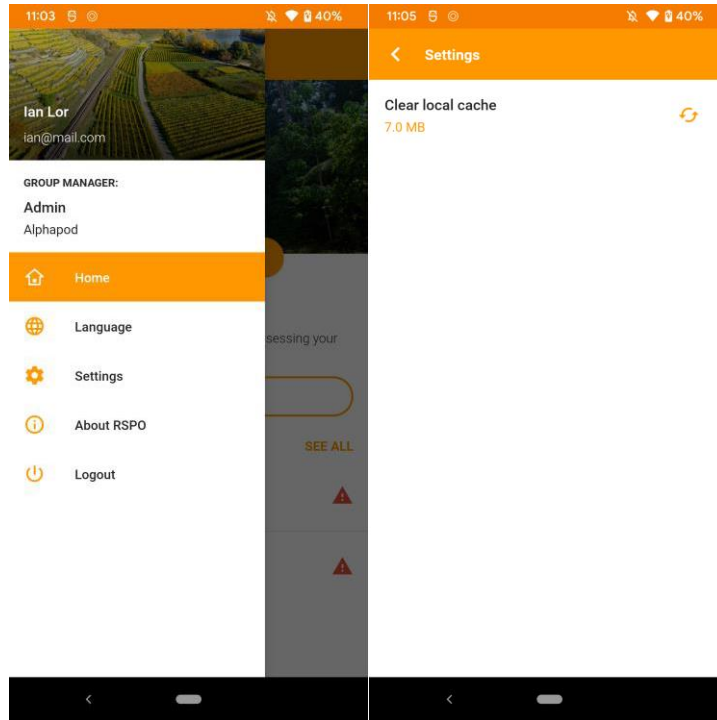 11:03
40%
Ian Lor
ian@mail.com
GROUP MANAGER:
Admin
Alphapod
Home
Language
Settings
About RSPO
Logout
sessing your
SEE ALL
11:05
40%
Settings
Clear local cache
7.0 MB